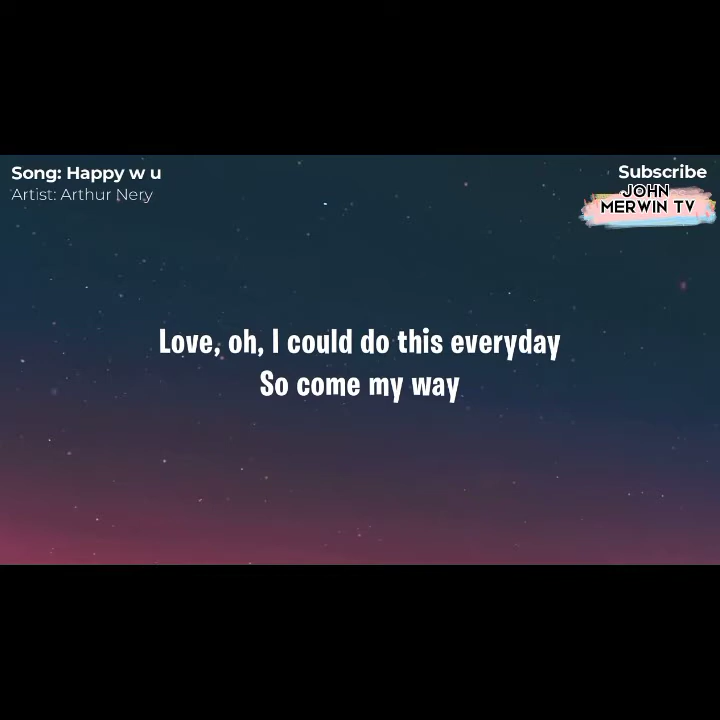 Song: Happy w u
Artist: Arthur Nery
Subscribe
JOHN
MERWIN TV
Love, oh, I could do this everyday
So come my way